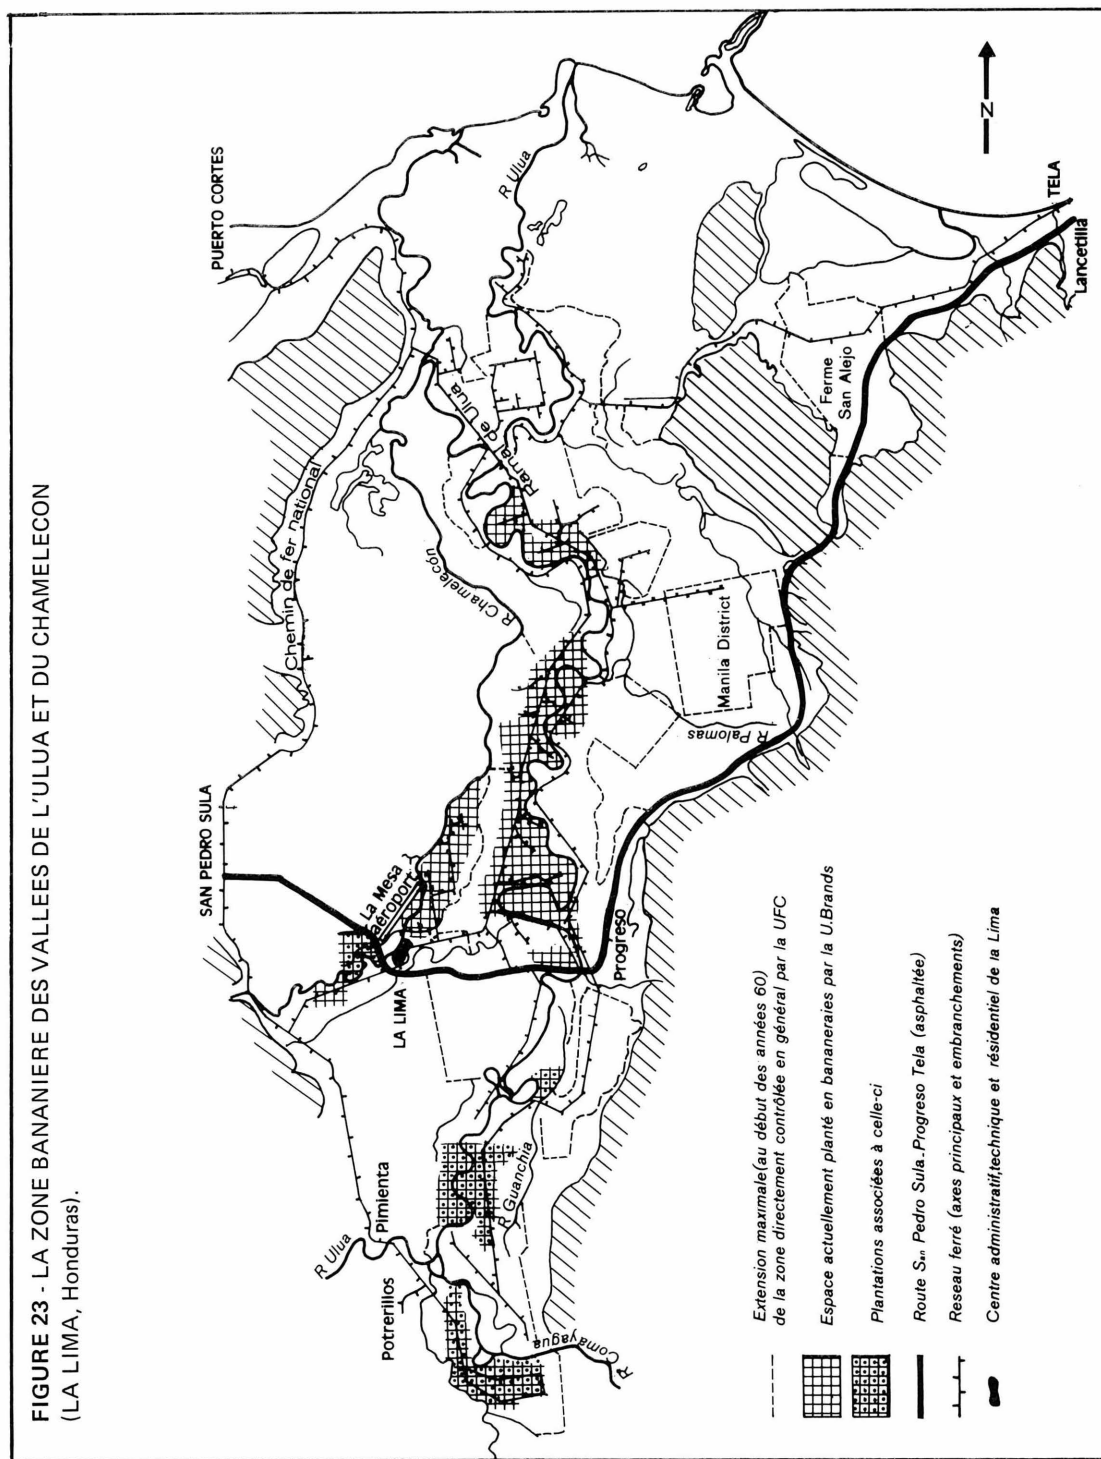 FIGURE 23 - LA ZONE BANANIERE DES VALLEES DE L'ULUA ET DU CHAMELECON
(LA LIMA, Honduras).
PUERTO CORTES
SAN PEDRO SULA
Chemin de fer national
R Ulua
N
TELA
Lancetilla
Ramal de Ulua
R Chamelecón
Ferme
San Alejo
Manila District
R Palomas
La Mesa
aéroport
LA LIMA
Progreso
Pimienta
R Ulua
Potrerillos
R Guanchia
R Comayagua
Extension maximale(au début des années 60)
de la zone directement contrôlée en général par la UFC
Espace actuellement planté en bananeraies par la U.Brands
Plantations associées à celle-ci
Route San Pedro Sula_Progreso Tela (asphaltée)
Reseau ferré (axes principaux et embranchements)
Centre administratif,technique et résidentiel de la Lima